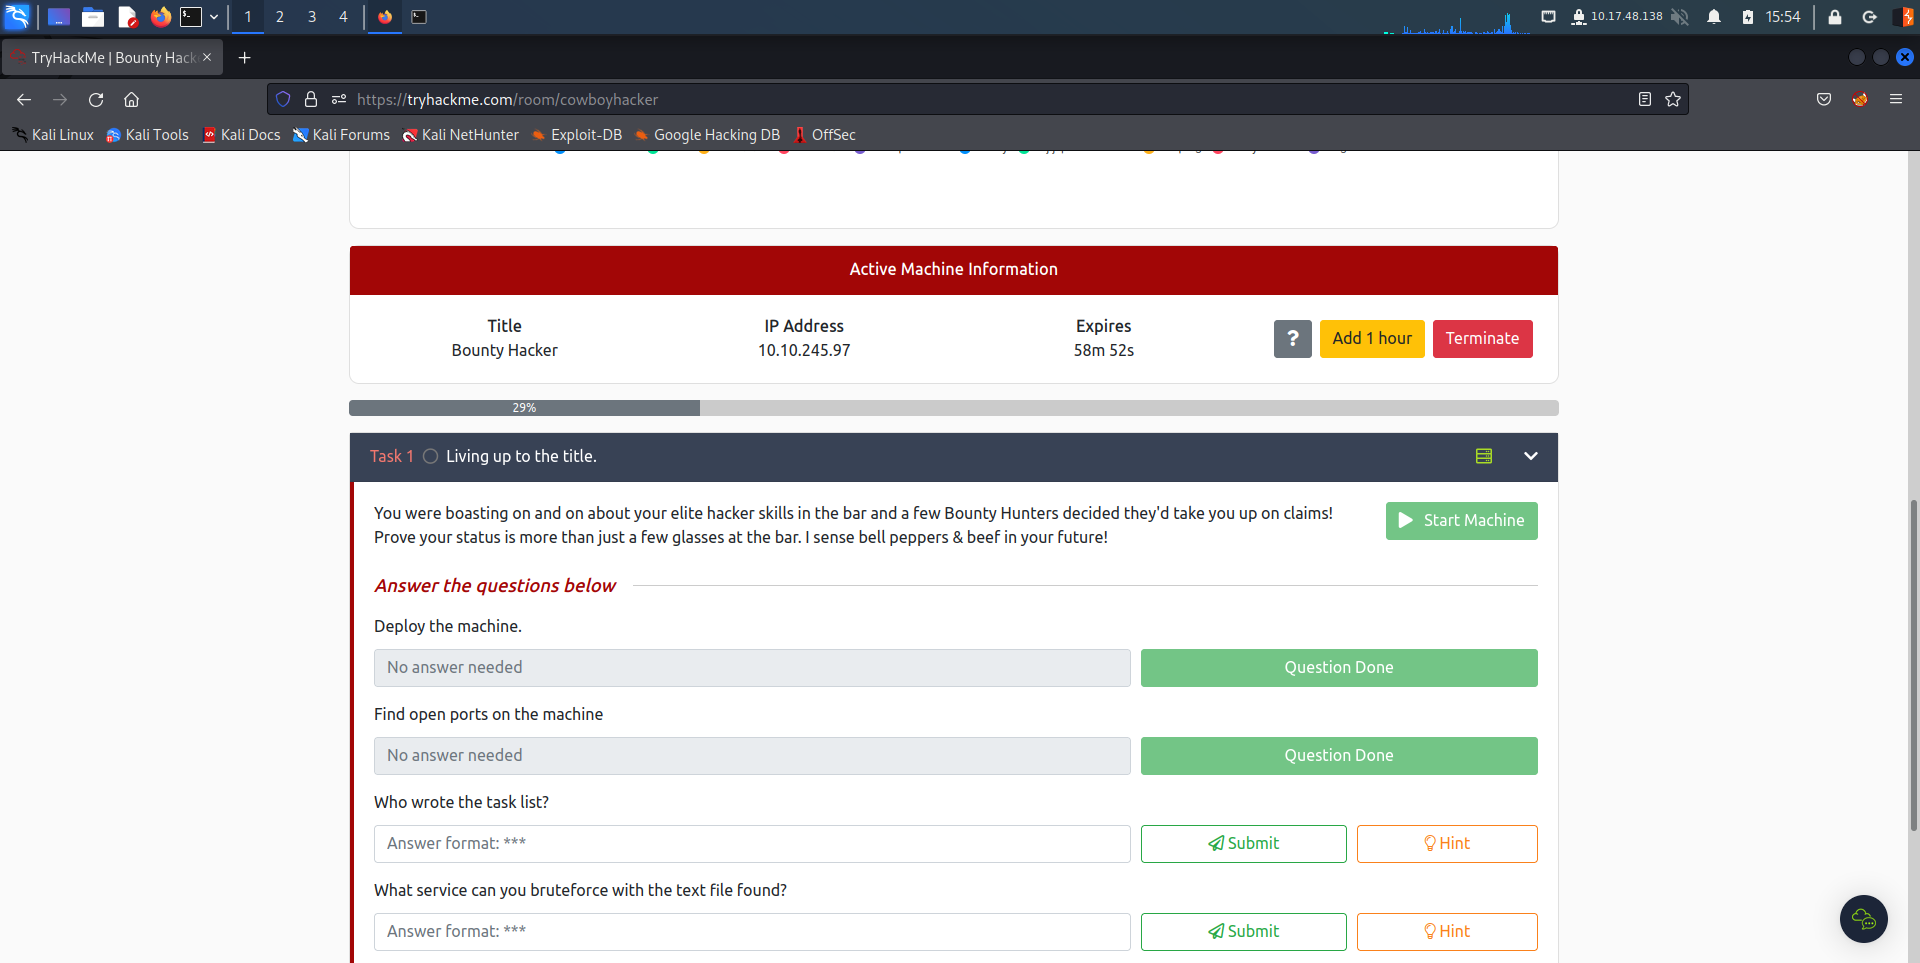 1 2 3 4
10.17.48.138
15:54
TryHackMe | Bounty Hack
https://tryhackme.com/room/cowboyhacker
Kali Linux Kali Tools Kali Docs Kali Forums Kali NetHunter Exploit-DB Google Hacking DB OffSec
Active Machine Information
Title IP Address Expires
Bounty Hacker 10.10.245.97 58m 52s
? Add 1 hour Terminate
29%
Task 1 Living up to the title.
You were boasting on and on about your elite hacker skills in the bar and a few Bounty Hunters decided they'd take you up on claims!
Prove your status is more than just a few glasses at the bar. I sense bell peppers & beef in your future!
Start Machine
Answer the questions below
Deploy the machine.
No answer needed Question Done
Find open ports on the machine
No answer needed Question Done
Who wrote the task list?
Answer format: *** Submit Hint
What service can you bruteforce with the text file found?
Answer format: *** Submit Hint